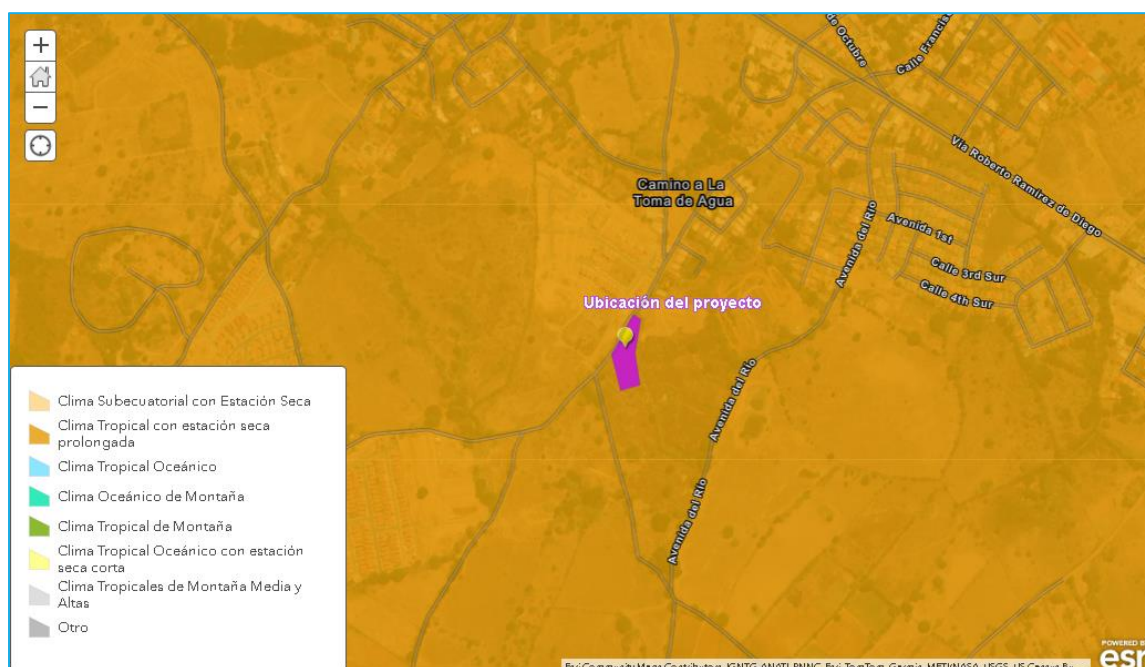 +
−
de Octubre
Calle Francis
Via Roberto Ramirez de Diego
Camino a La
Toma de Agua
Avenida del Río
Avenida 1st
Calle 3rd Sur
Calle 4th Sur
Ubicación del proyecto
Avenida del Río
Avenida del Río
Clima Subecuatorial con Estación Seca
Clima Tropical con estación seca
prolongada
Clima Tropical Oceánico
Clima Oceánico de Montaña
Clima Tropical de Montaña
Clima Tropical Oceánico con estación
seca corta
Clima Tropicales de Montaña Media y
Altas
Otro
POWERED BY
esri